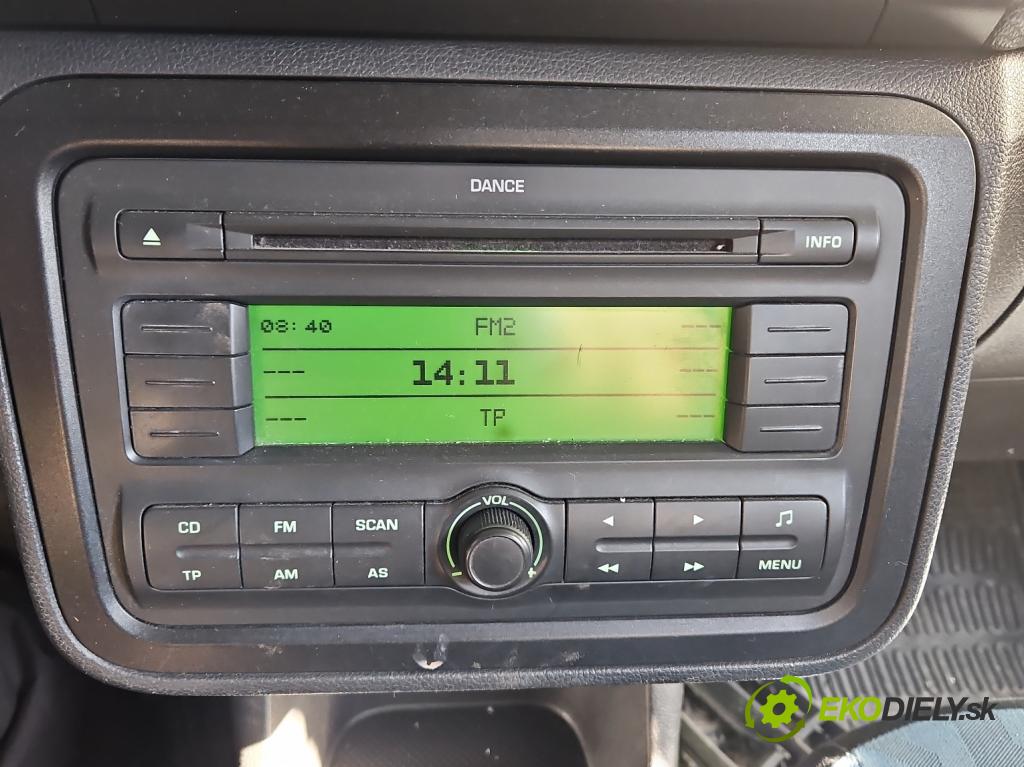 DANCE
INFO
08:40 FM2 ---
--- 14:11 ---
--- TP ---
VOL
CD FM SCAN
TP AM AS
- +
MENU
EKODIELY.sk